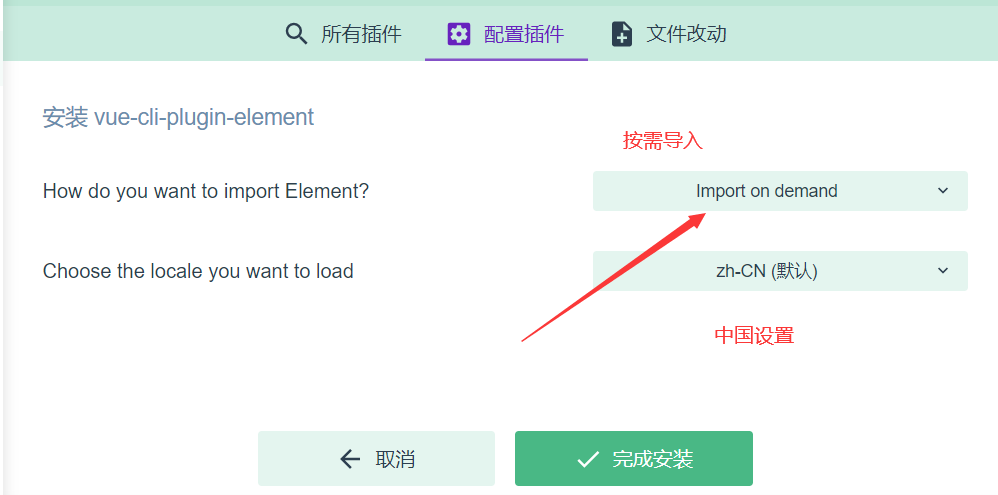 所有插件 配置插件 文件改动
安装 vue-cli-plugin-element
按需导入
How do you want to import Element? Import on demand
Choose the locale you want to load zh-CN (默认)
中国设置
取消 完成安装